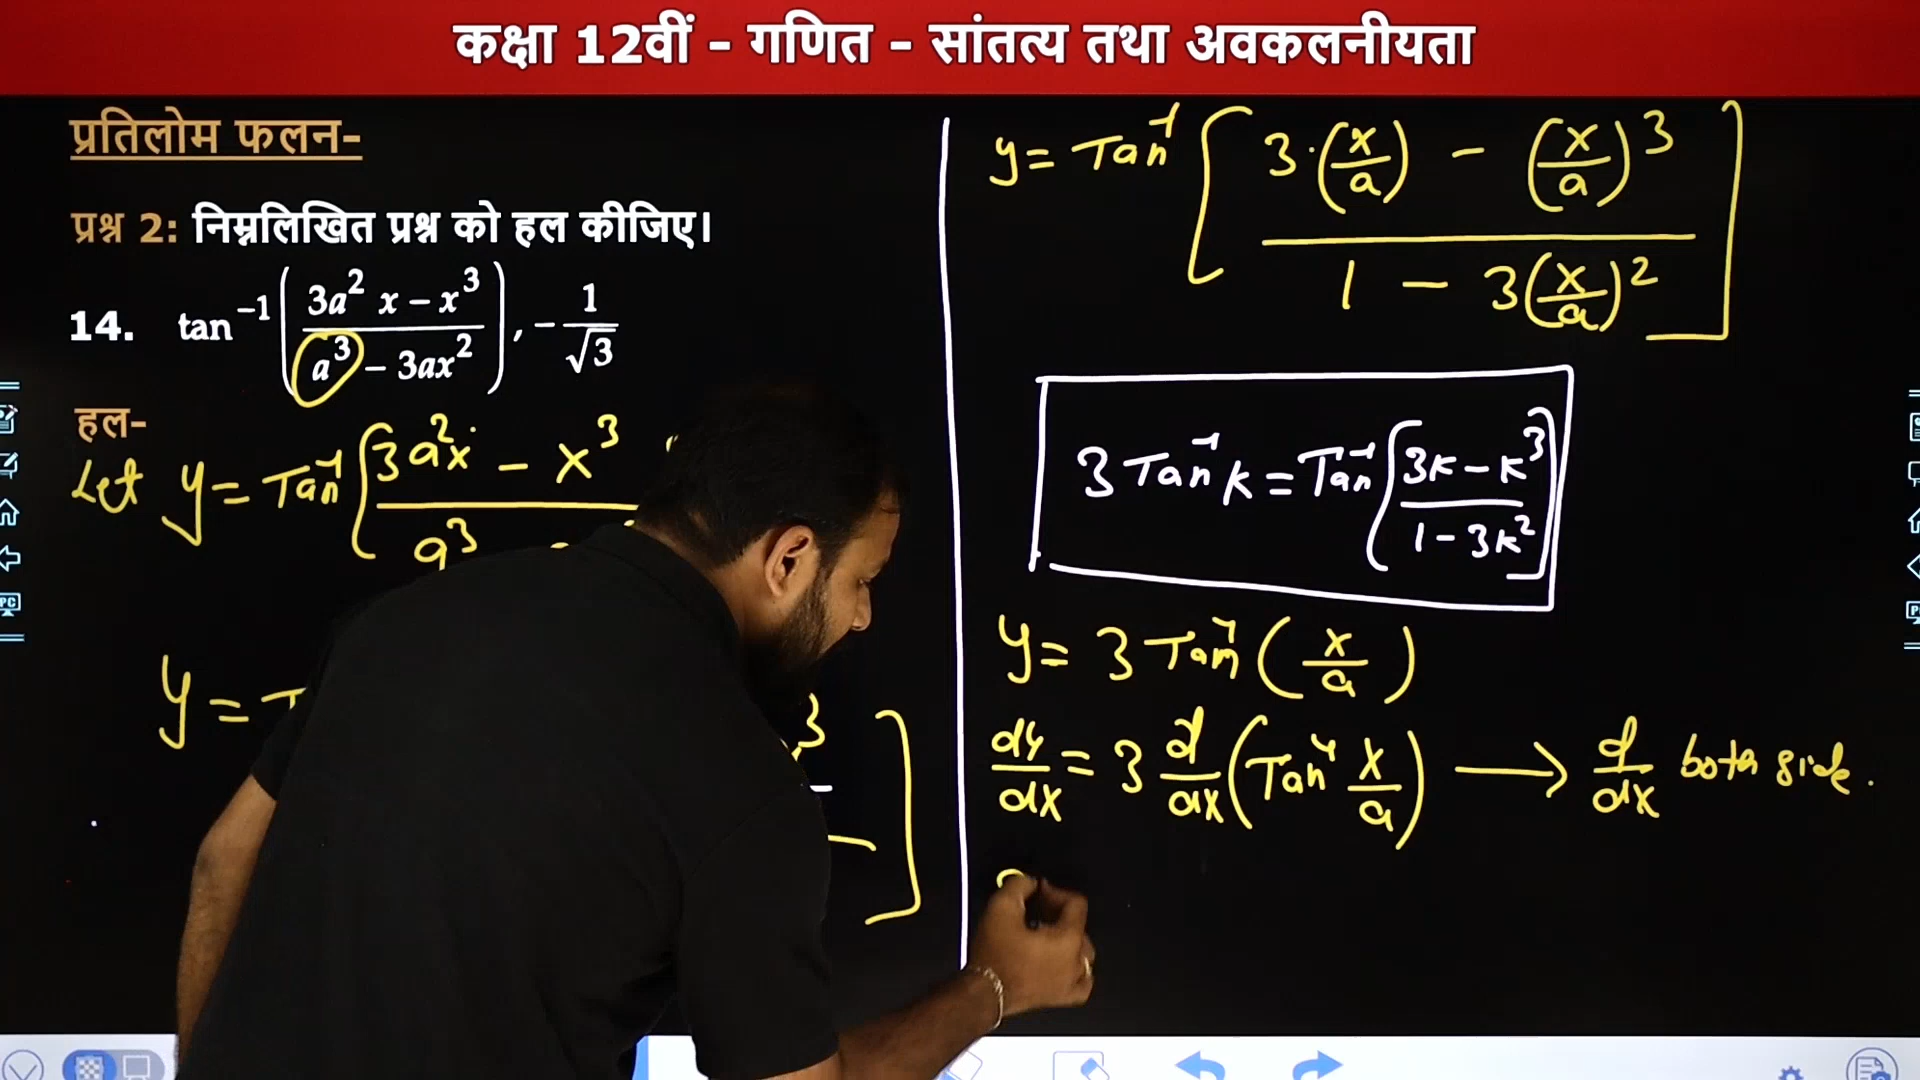 कक्षा 12वीं - गणित - सांतत्य तथा अवकलनीयता
प्रतिलोम फलन-
प्रश्न 2: निम्नलिखित प्रश्न को हल कीजिए।
14. tan⁻¹((3a² x – x³)/(a³ – 3ax²)), –1/√3
हल-
Let y = Tan⁻¹[(3a²x – x³
a³
y = T
3
y = Tan⁻¹[(3·(x/a) – (x/a)³)/(1 – 3(x/a)²)]
3 Tan⁻¹ k = Tan⁻¹[(3k – k³)/(1 – 3k²)]
y = 3 Tan⁻¹(x/a)
dy/dx = 3 d/dx (Tan⁻¹ x/a) ⟶ d/dx both side.